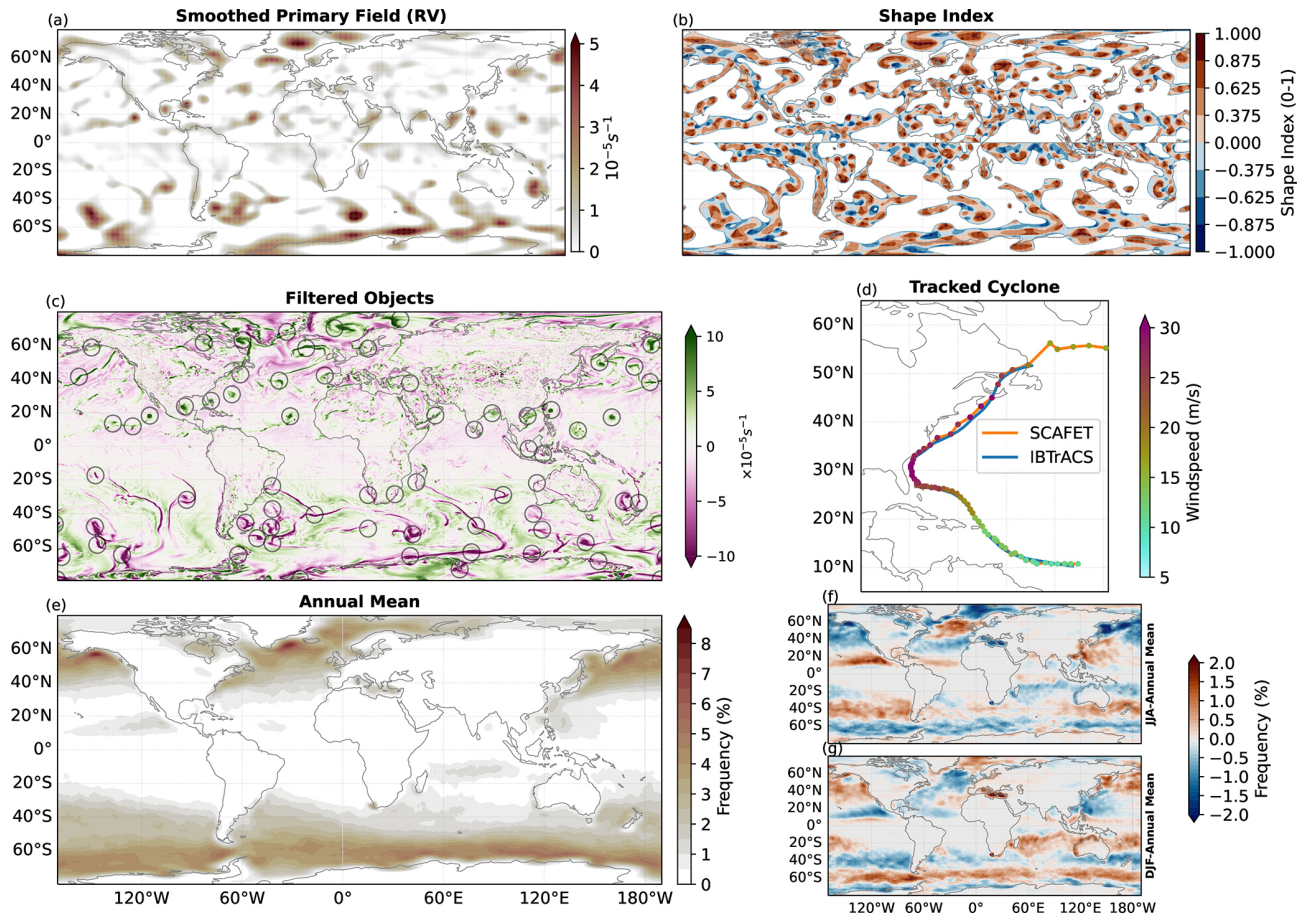 (a)
Smoothed Primary Field (RV)
60°N
40°N
20°N
0°
20°S
40°S
60°S
5
4
3
2
1
0
10⁻⁵s⁻¹
(b)
Shape Index
1.000
0.875
0.625
0.375
0.000
−0.375
−0.625
−0.875
−1.000
Shape Index (0-1)
(c)
Filtered Objects
60°N
40°N
20°N
0°
20°S
40°S
60°S
10
5
0
−5
−10
×10⁻⁵s⁻¹
(d)
Tracked Cyclone
60°N
50°N
40°N
30°N
20°N
10°N
SCAFET
IBTrACS
30
25
20
15
10
5
Windspeed (m/s)
(e)
Annual Mean
60°N
40°N
20°N
0°
20°S
40°S
60°S
120°W
60°W
0°
60°E
120°E
180°W
8
7
6
5
4
3
2
1
0
Frequency (%)
(f)
60°N
40°N
20°N
0°
20°S
40°S
60°S
JJA-Annual Mean
(g)
60°N
40°N
20°N
0°
20°S
40°S
60°S
DJF-Annual Mean
120°W
60°W
0°
60°E
120°E
180°W
2.0
1.5
1.0
0.5
0.0
−0.5
−1.0
−1.5
−2.0
Frequency (%)